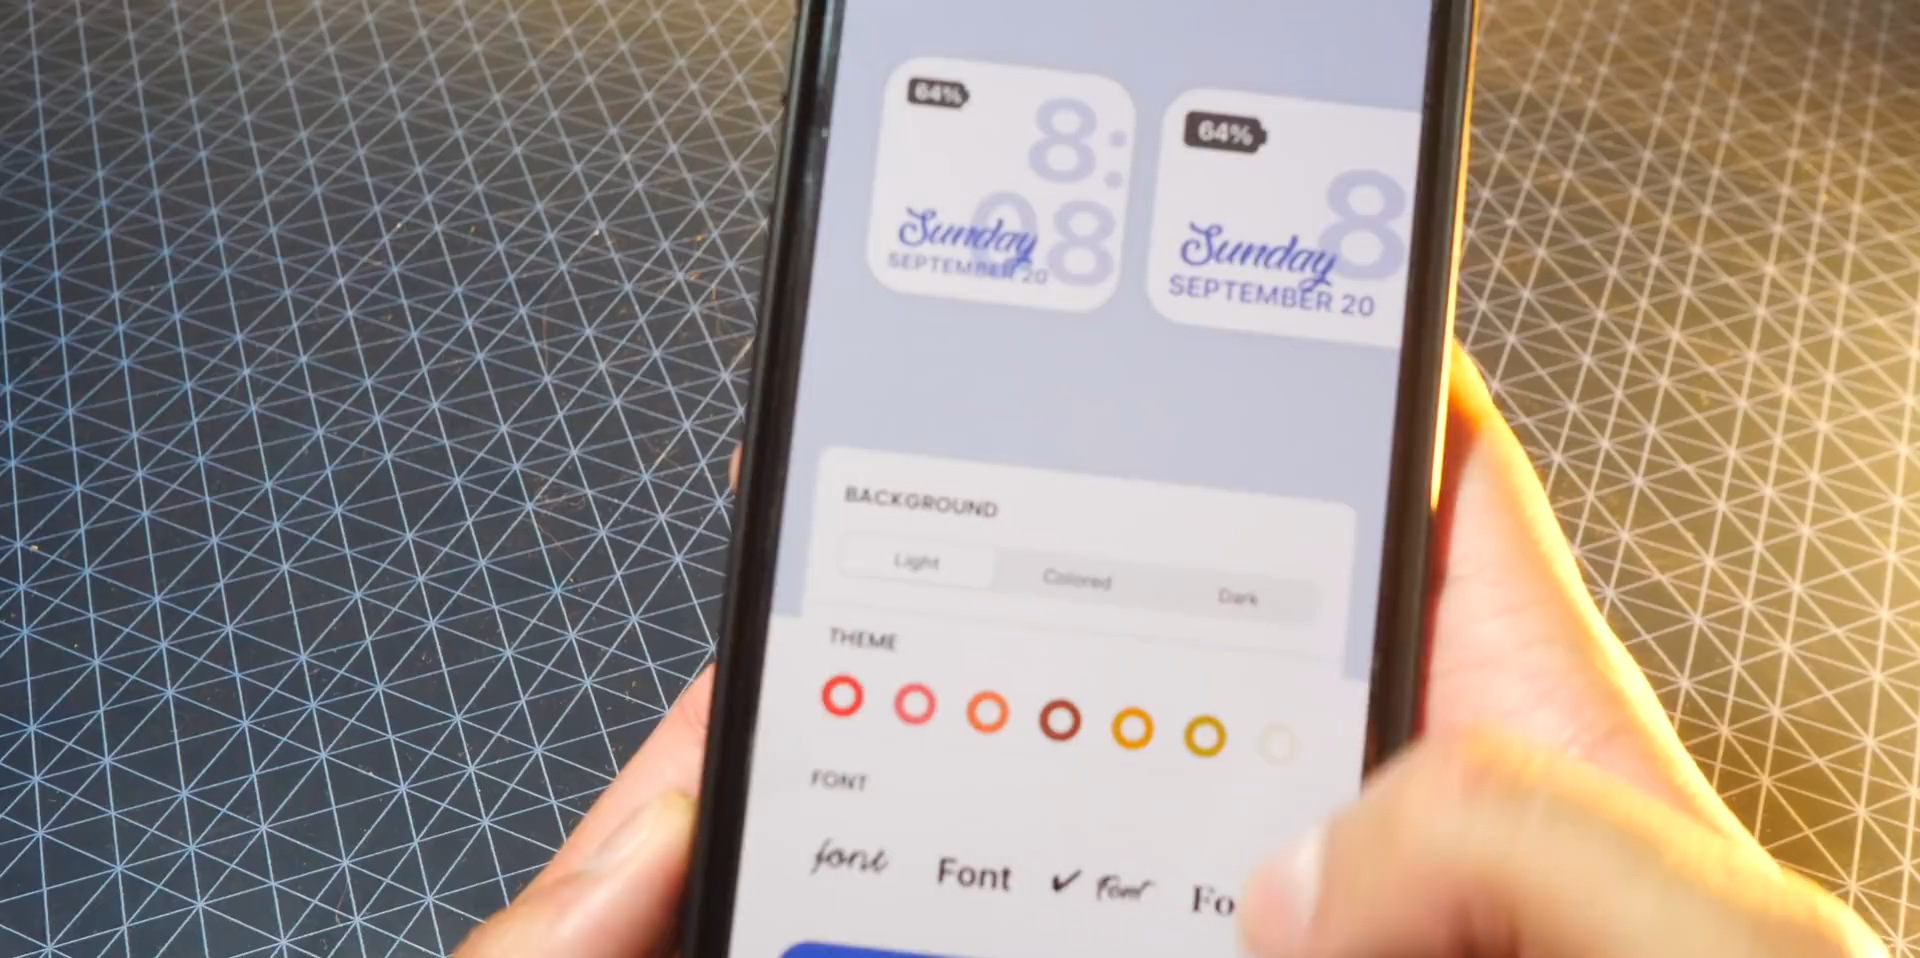 64%
8:
08
Sunday
SEPTEMBER 20
64%
8
Sunday
SEPTEMBER 20
BACKGROUND
Light Colored Dark
THEME
FONT
font Font ✓ font Fo